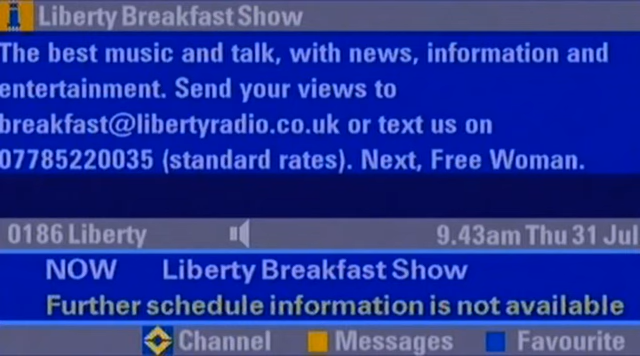 i Liberty Breakfast Show
The best music and talk, with news, information and
entertainment. Send your views to
breakfast@libertyradio.co.uk or text us on
07785220035 (standard rates). Next, Free Woman.
0186 Liberty 9.43am Thu 31 Jul
NOW Liberty Breakfast Show
Further schedule information is not available
Channel Messages Favourite